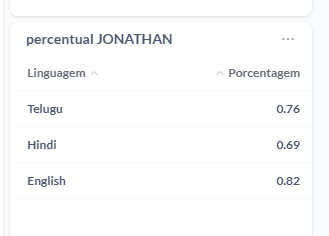 percentual JONATHAN ...
Linguagem Porcentagem
Telugu 0.76
Hindi 0.69
English 0.82